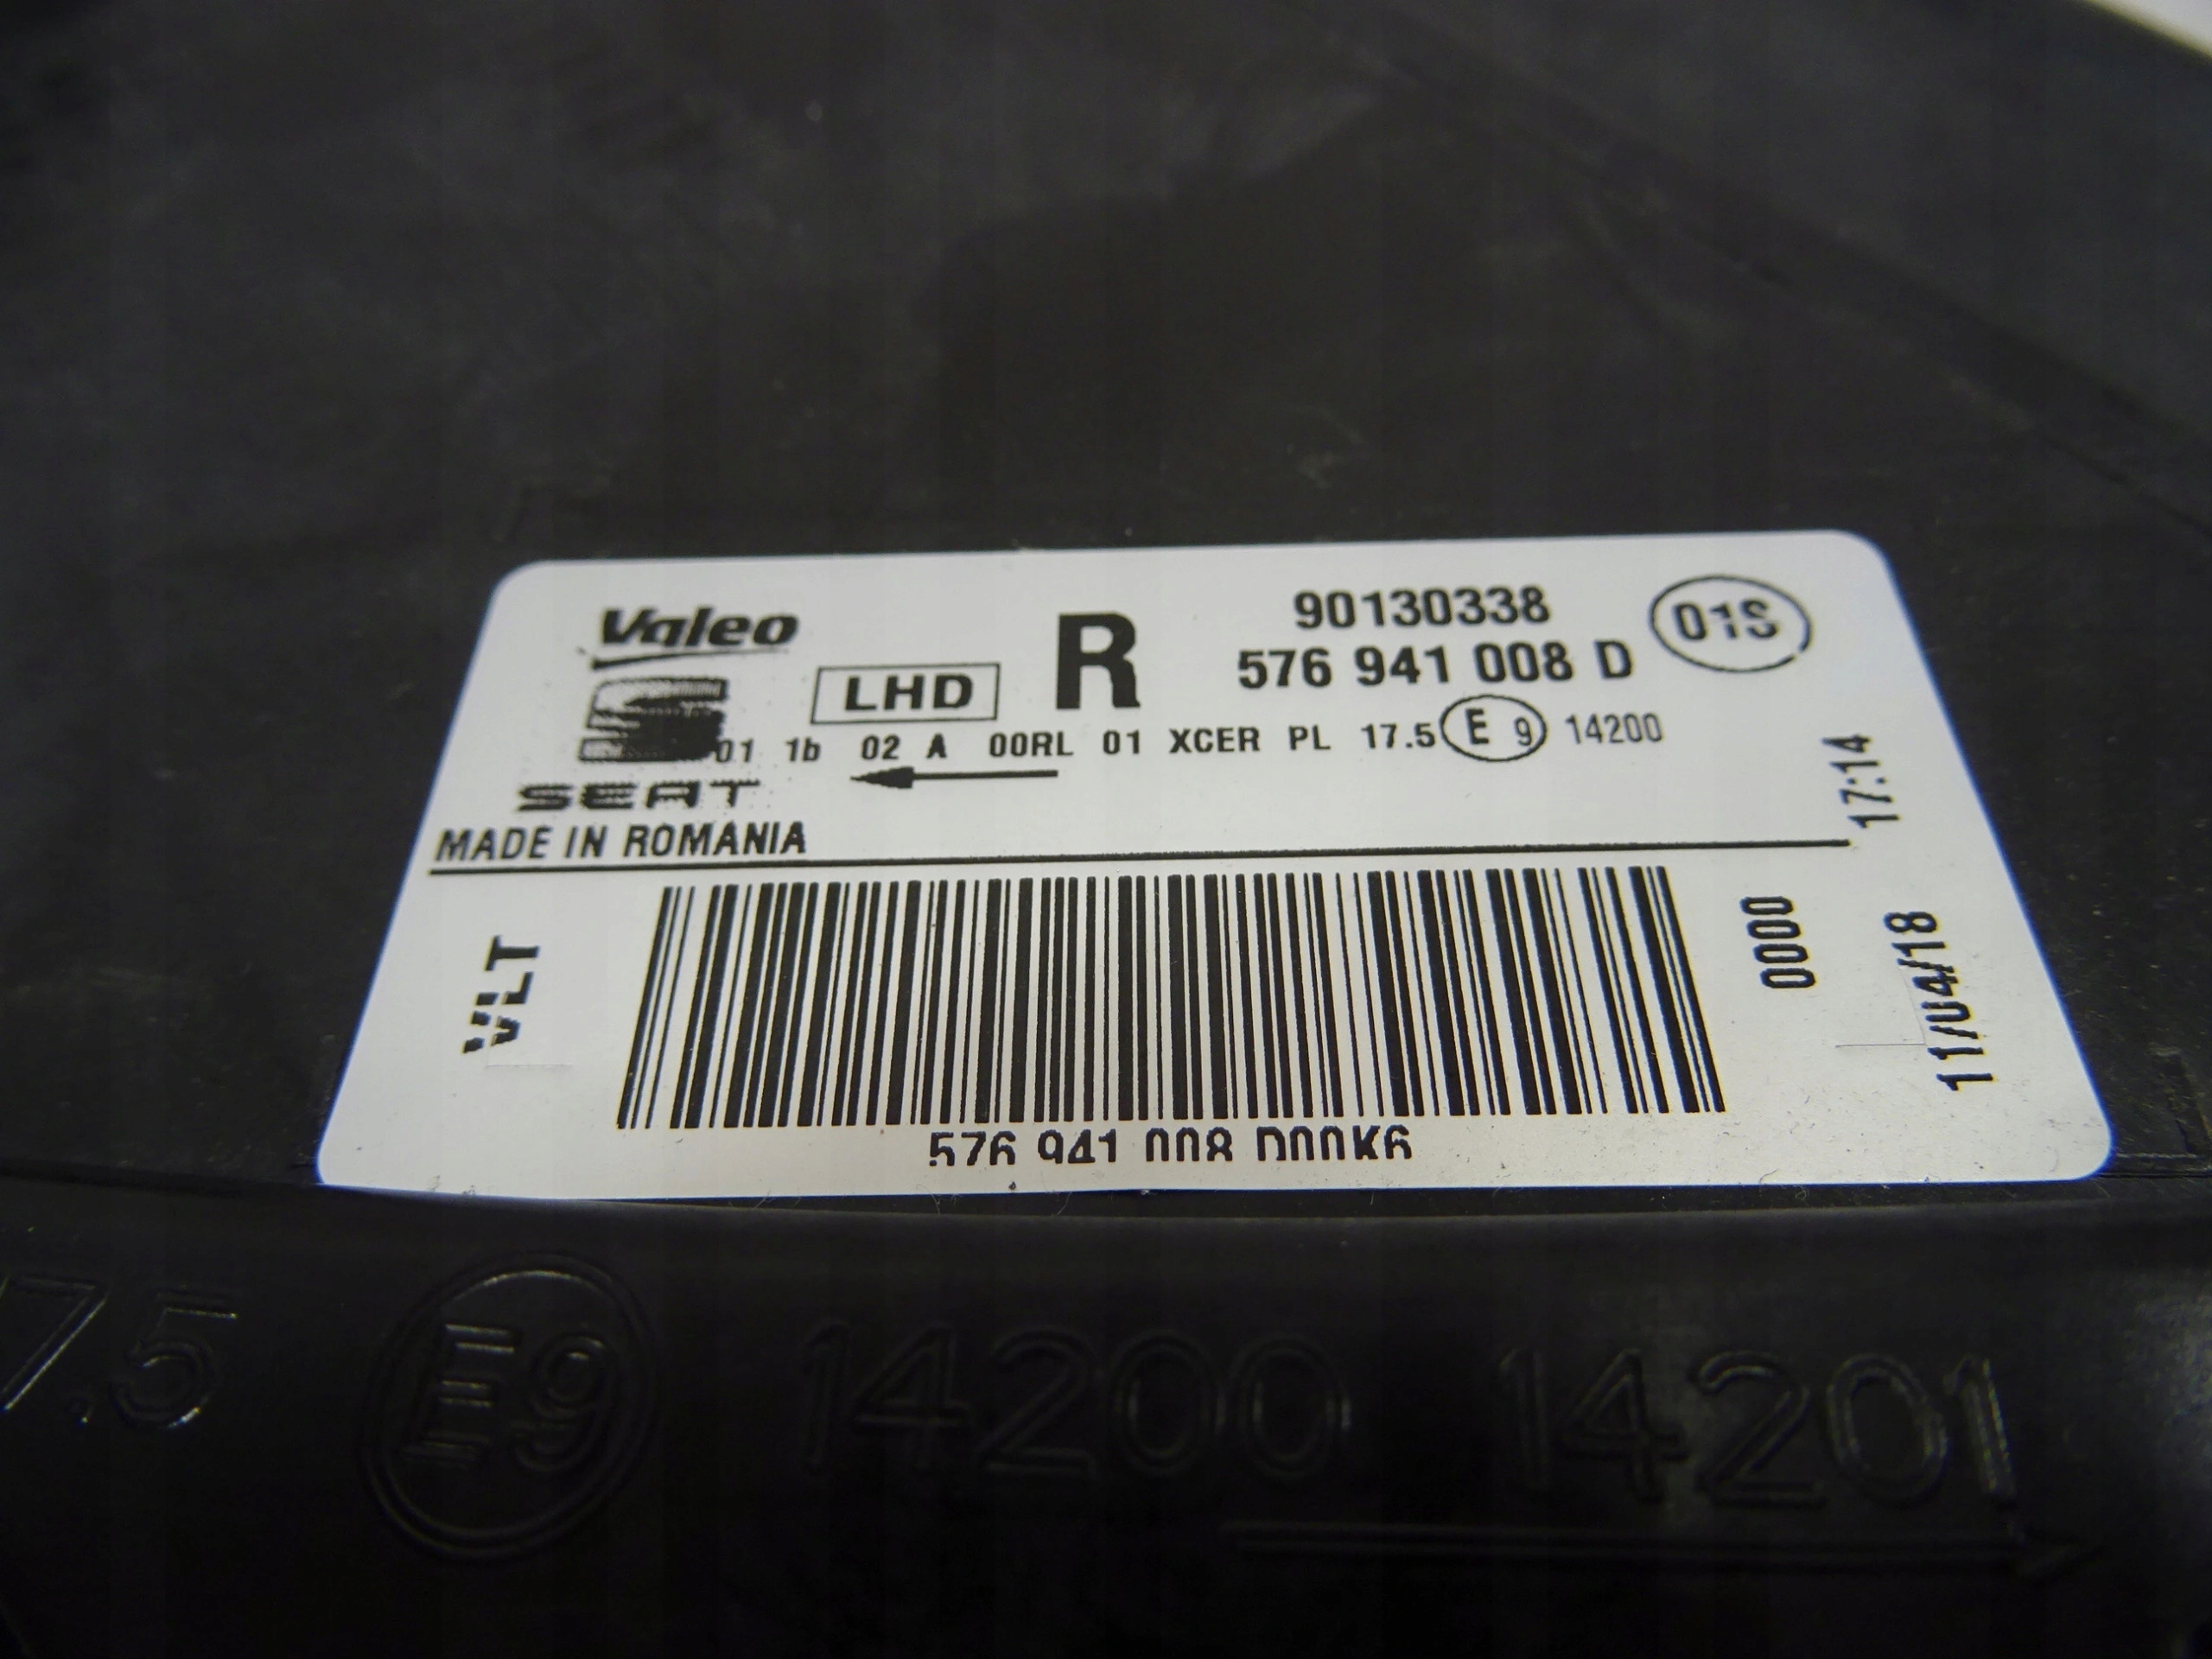 Valeo
LHD
R
90130338
576 941 008 D
01S
01 1b 02 A 00RL 01 XCER PL 17.5 E 9 14200
SEAT
MADE IN ROMANIA
17:14
VLT
0000
11/04/18
576 941 008 D00K6
7.5 E9 14200 14201